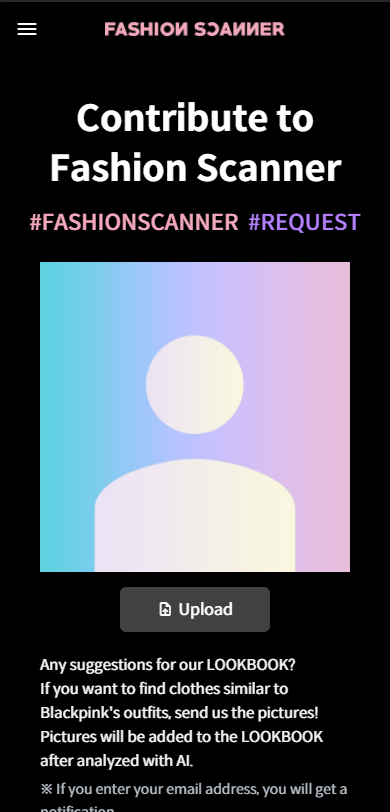 FASHION SCANNER
Contribute to
Fashion Scanner
#FASHIONSCANNER #REQUEST
Upload
Any suggestions for our LOOKBOOK?
If you want to find clothes similar to
Blackpink's outfits, send us the pictures!
Pictures will be added to the LOOKBOOK
after analyzed with AI.
※ If you enter your email address, you will get a
notification